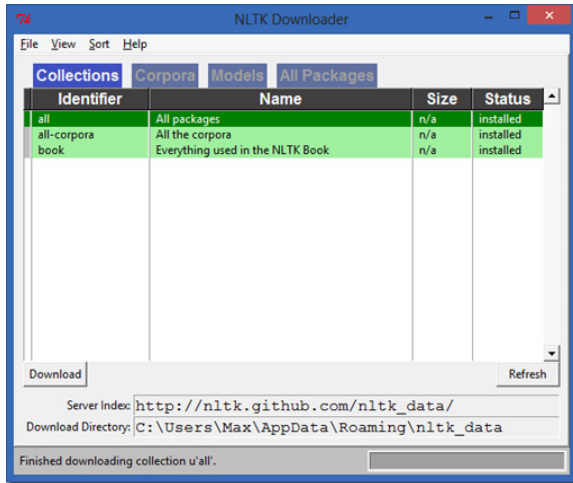 NLTK Downloader
File View Sort Help
Collections Corpora Models All Packages
Identifier Name Size Status
all All packages n/a installed
all-corpora All the corpora n/a installed
book Everything used in the NLTK Book n/a installed
Download Refresh
Server Index: http://nltk.github.com/nltk_data/
Download Directory: C:\Users\Max\AppData\Roaming\nltk_data
Finished downloading collection u'all'.